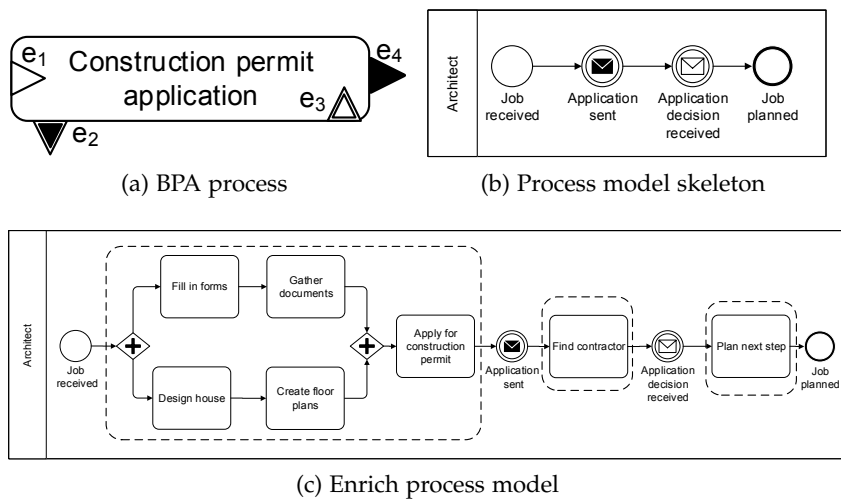 e1
Construction permit
application
e4
e3
e2
(a) BPA process
Architect
Job
received
Application
sent
Application
decision
received
Job
planned
(b) Process model skeleton
Architect
Job
received
Fill in forms
Gather
documents
Design house
Create floor
plans
Apply for
construction
permit
Application
sent
Find contractor
Application
decision
received
Plan next step
Job
planned
(c) Enrich process model